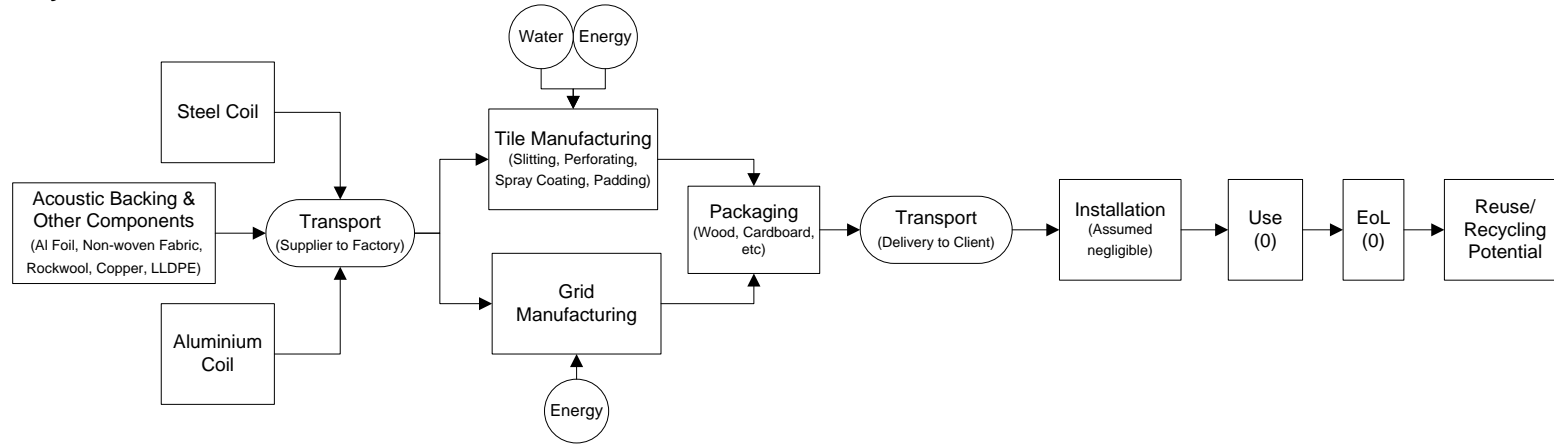 Water
Energy
Steel Coil
Tile Manufacturing
(Slitting, Perforating,
Spray Coating, Padding)
Acoustic Backing &
Other Components
(Al Foil, Non-woven Fabric,
Rockwool, Copper, LLDPE)
Transport
(Supplier to Factory)
Packaging
(Wood, Cardboard,
etc)
Transport
(Delivery to Client)
Installation
(Assumed
negligible)
Use
(0)
EoL
(0)
Reuse/
Recycling
Potential
Grid
Manufacturing
Aluminium
Coil
Energy